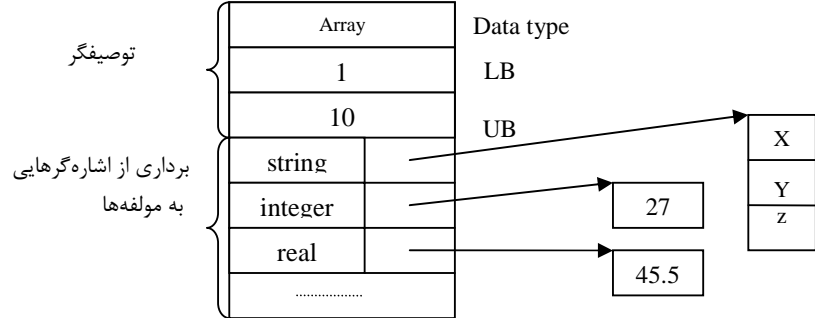 Array Data type
توصیفگر
1 LB
10 UB
string
X
برداری از اشاره‌گرهایی
به مولفه‌ها
integer
27
Y
z
real
45.5
..................